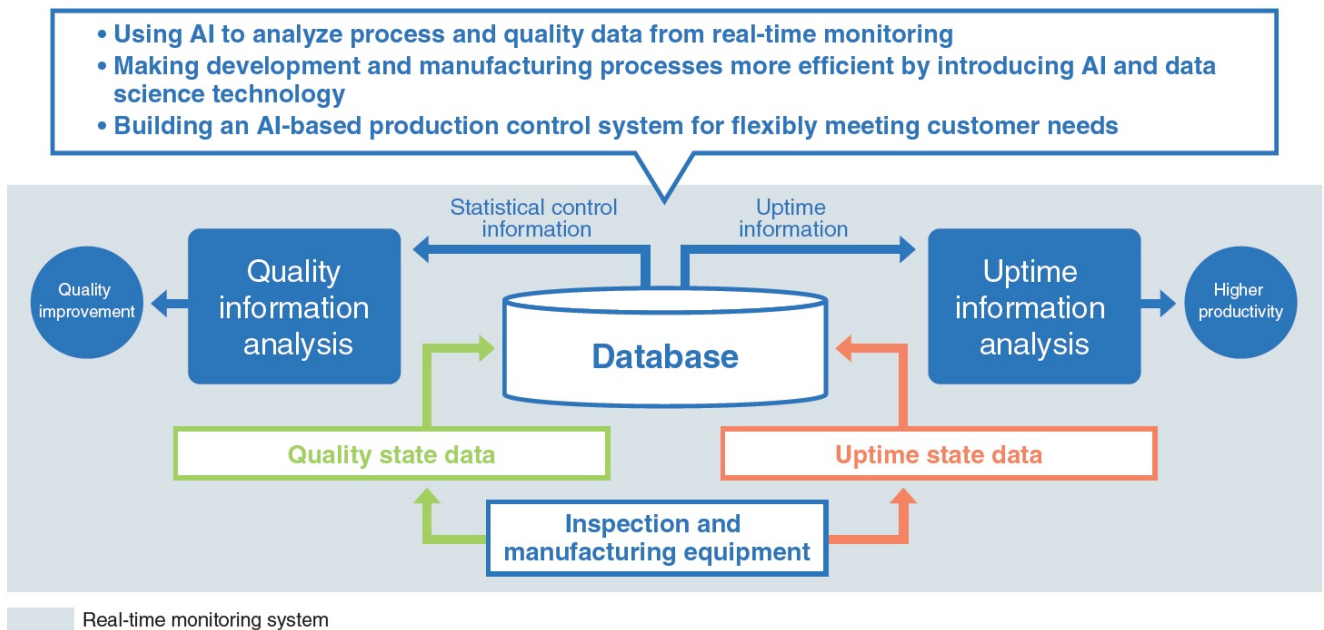 • Using AI to analyze process and quality data from real-time monitoring
• Making development and manufacturing processes more efficient by introducing AI and data
science technology
• Building an AI-based production control system for flexibly meeting customer needs
Statistical control
information
Uptime
information
Quality
improvement
Quality
information
analysis
Database
Uptime
information
analysis
Higher
productivity
Quality state data
Uptime state data
Inspection and
manufacturing equipment
Real-time monitoring system